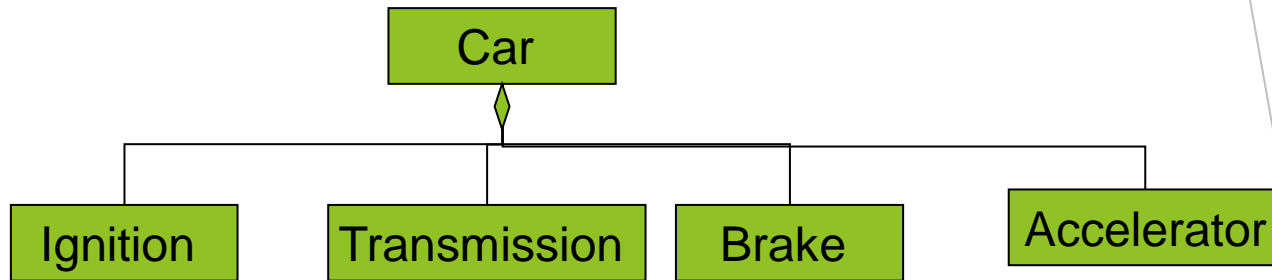 Car
Ignition
Transmission
Brake
Accelerator